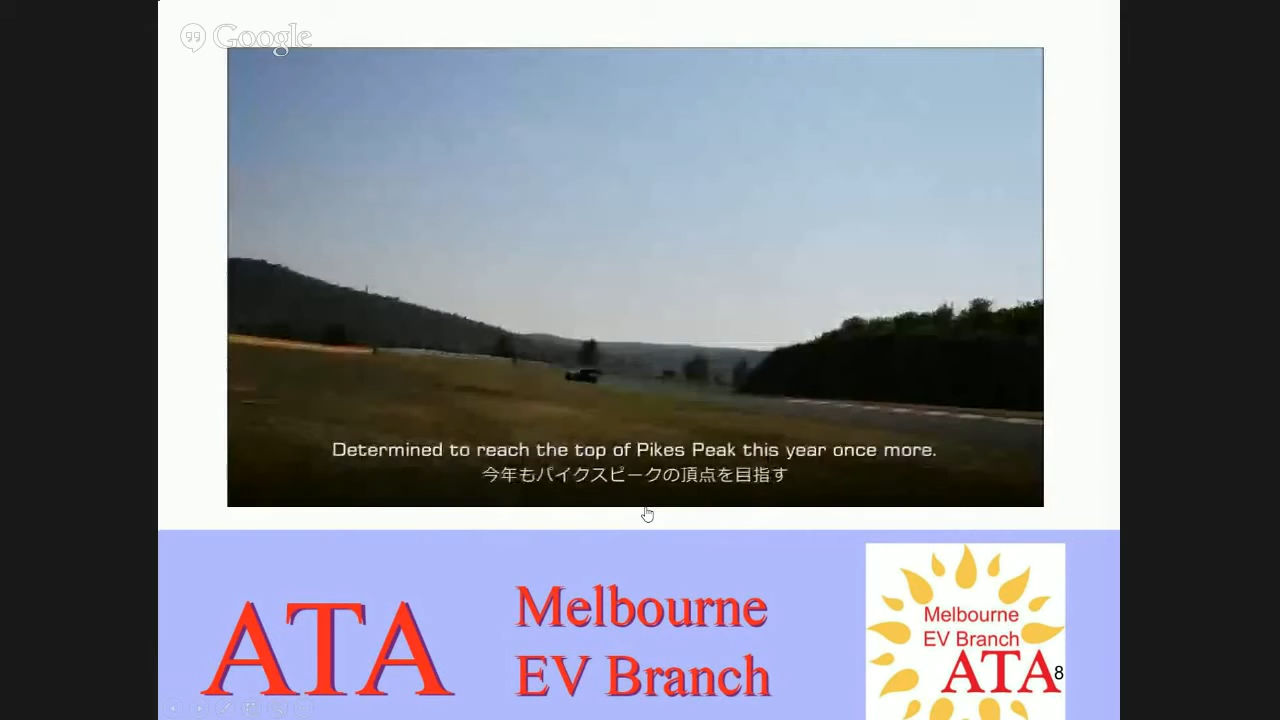 Google
Determined to reach the top of Pikes Peak this year once more.
今年もパイクスピークの頂点を目指す
ATA
Melbourne
EV Branch
Melbourne
EV Branch
ATA
8